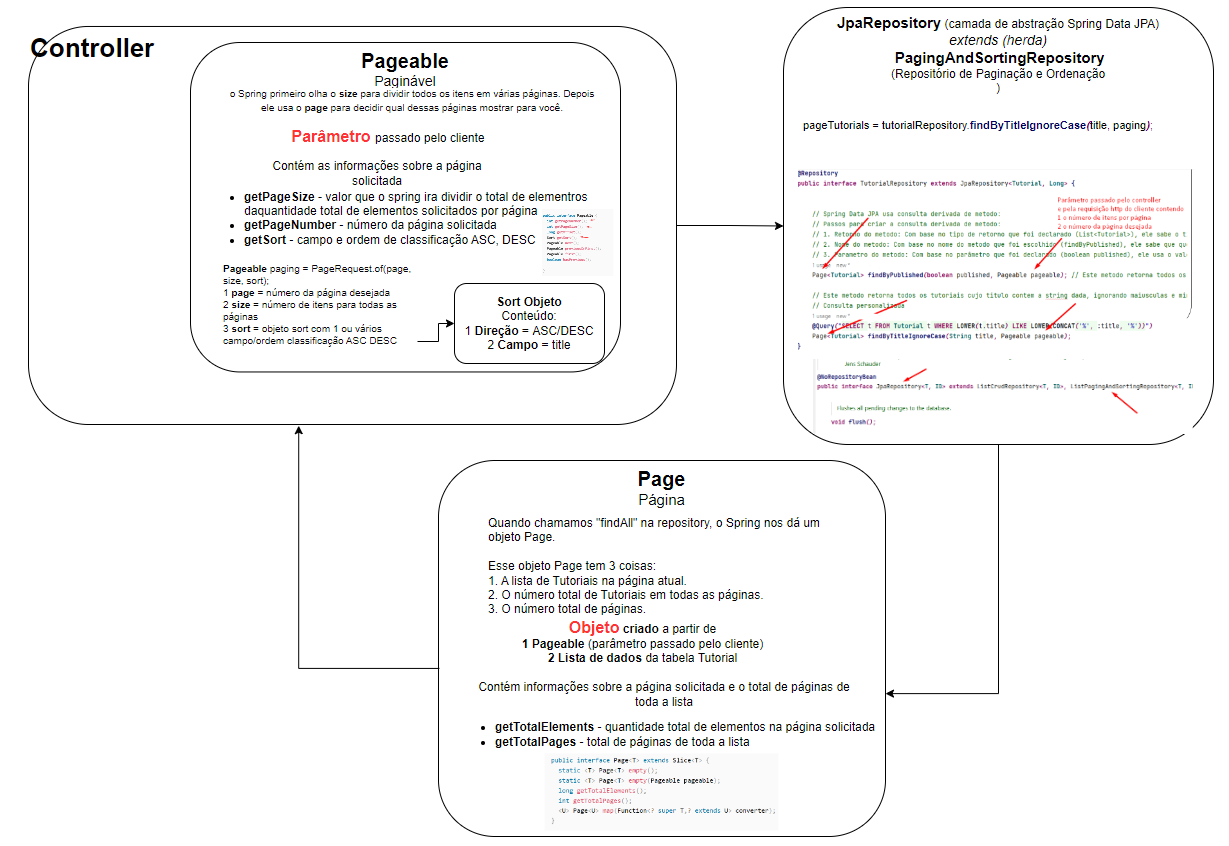 Controller
Pageable
Paginável
o Spring primeiro olha o size para dividir todos os itens em várias páginas. Depois
ele usa o page para decidir qual dessas páginas mostrar para você.
Parâmetro passado pelo cliente
Contém as informações sobre a página
solicitada
• getPageSize - valor que o spring ira dividir o total de elementros
daquantidade total de elementos solicitados por página
• getPageNumber - número da página solicitada
• getSort - campo e ordem de classificação ASC, DESC
public interface Pageable {
Pageable paging = PageRequest.of(page,
size, sort);
1 page = número da página desejada
2 size = número de itens para todas as
páginas
3 sort = objeto sort com 1 ou vários
campo/ordem classificação ASC DESC
Sort Objeto
Conteúdo:
1 Direção = ASC/DESC
2 Campo = title
JpaRepository (camada de abstração Spring Data JPA)
extends (herda)
PagingAndSortingRepository
(Repositório de Paginação e Ordenação
)
pageTutorials = tutorialRepository.findByTitleIgnoreCase(title, paging);
@Repository
public interface TutorialRepository extends JpaRepository<Tutorial, Long> {
Parâmetro passado pelo controller
e pela requisição http do cliente contendo
1 o número de itens por página
2 o número da página desejada
// Spring Data JPA usa consulta derivada de metodo:
// Passos para criar a consulta derivada de metodo:
// 1. Retorno do metodo: Com base no tipo de retorno que foi declarado (List<Tutorial>), ele sabe que
// 2. Nome do metodo: Com base no nome do metodo que foi escolhido (findByPublished), ele sabe que
// 3. Parametro do metodo: Com base no parâmetro que foi declarado (boolean published), ele usa o
1 usage new *
Page<Tutorial> findByPublished(boolean published, Pageable pageable); // Este metodo retorna todos os
// Este metodo retorna todos os tutoriais cujo titulo contem a string dada, ignorando maiusculas e
// Consulta personalizada
1 usage new *
@Query("SELECT t FROM Tutorial t WHERE LOWER(t.title) LIKE LOWER(CONCAT('%', :title, '%'))")
Page<Tutorial> findByTitleIgnoreCase(String title, Pageable pageable);
}
Jens Schauder
@NoRepositoryBean
public interface JpaRepository<T, ID> extends ListCrudRepository<T, ID>, ListPagingAndSortingRepository<T,
Flushes all pending changes to the database.
void flush();
Page
Página
Quando chamamos "findAll" na repository, o Spring nos dá um
objeto Page.
Esse objeto Page tem 3 coisas:
1. A lista de Tutoriais na página atual.
2. O número total de Tutoriais em todas as páginas.
3. O número total de páginas.
Objeto criado a partir de
1 Pageable (parâmetro passado pelo cliente)
2 Lista de dados da tabela Tutorial
Contém informações sobre a página solicitada e o total de páginas de
toda a lista
• getTotalElements - quantidade total de elementos na página solicitada
• getTotalPages - total de páginas de toda a lista
public interface Page<T> extends Slice<T> {
static <T> Page<T> empty();
static <T> Page<T> empty(Pageable pageable);
long getTotalElements();
int getTotalPages();
<U> Page<U> map(Function<? super T,? extends U> converter);
}